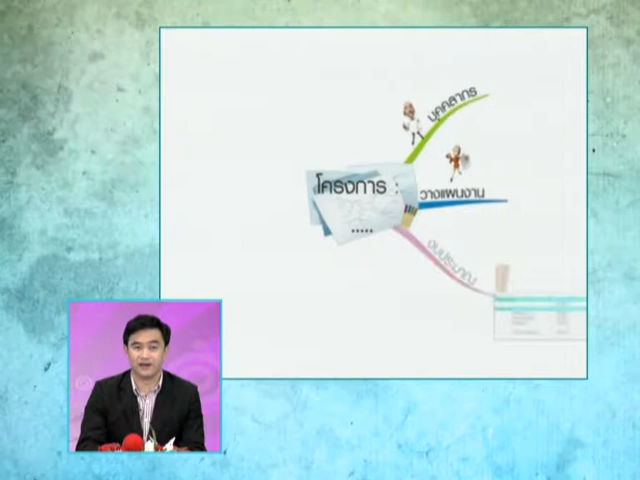 บุคลากร
โครงการ :
.....
วางแผนงาน
งบประมาณ